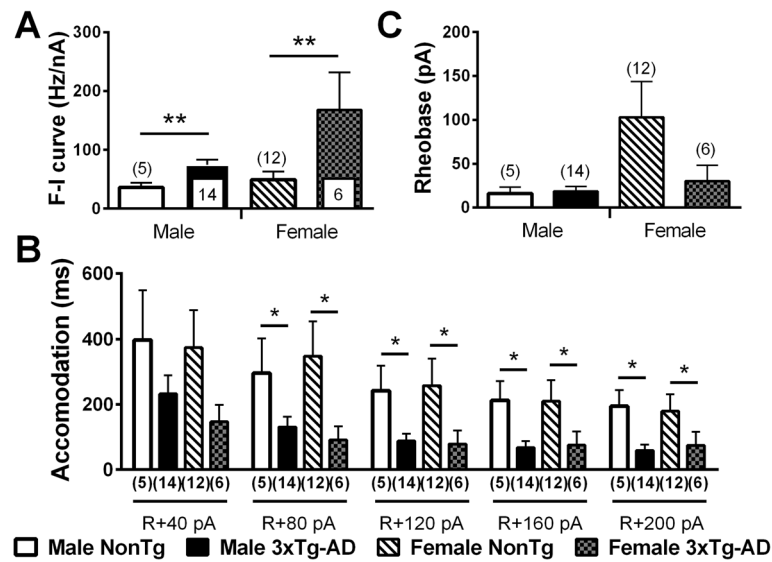 A
F-I curve (Hz/nA)
300
200
100
0
**
**
(5)
14
(12)
6
Male
Female
C
Rheobase (pA)
200
150
100
50
0
(5)
(14)
(12)
(6)
Male
Female
B
Accomodation (ms)
600
400
200
0
* * * * * * * *
(5)(14)(12)(6) (5)(14)(12)(6) (5)(14)(12)(6) (5)(14)(12)(6) (5)(14)(12)(6)
R+40 pA R+80 pA R+120 pA R+160 pA R+200 pA
Male NonTg Male 3xTg-AD Female NonTg Female 3xTg-AD